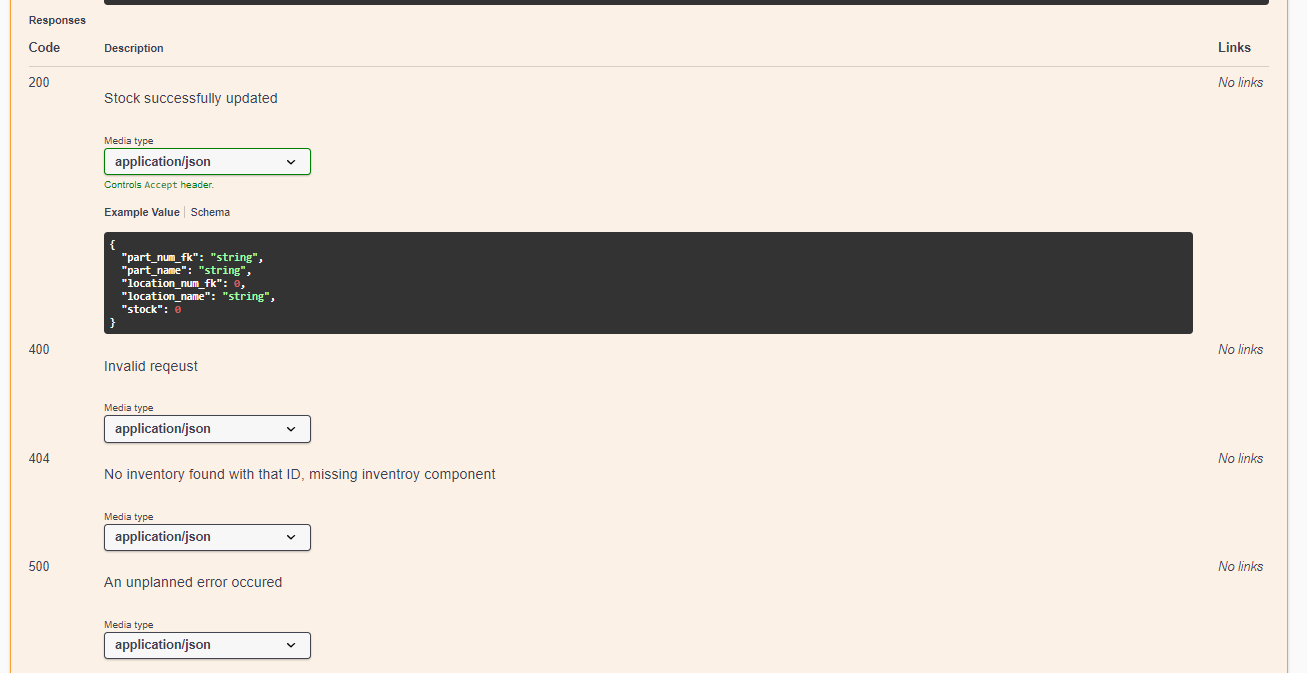 Responses
Code Description Links
200 No links
Stock successfully updated
Media type
application/json
Controls Accept header.
Example Value | Schema
{
  "part_num_fk": "string",
  "part_name": "string",
  "location_num_fk": 0,
  "location_name": "string",
  "stock": 0
}
400 No links
Invalid reqeust
Media type
application/json
404 No links
No inventory found with that ID, missing inventroy component
Media type
application/json
500 No links
An unplanned error occured
Media type
application/json